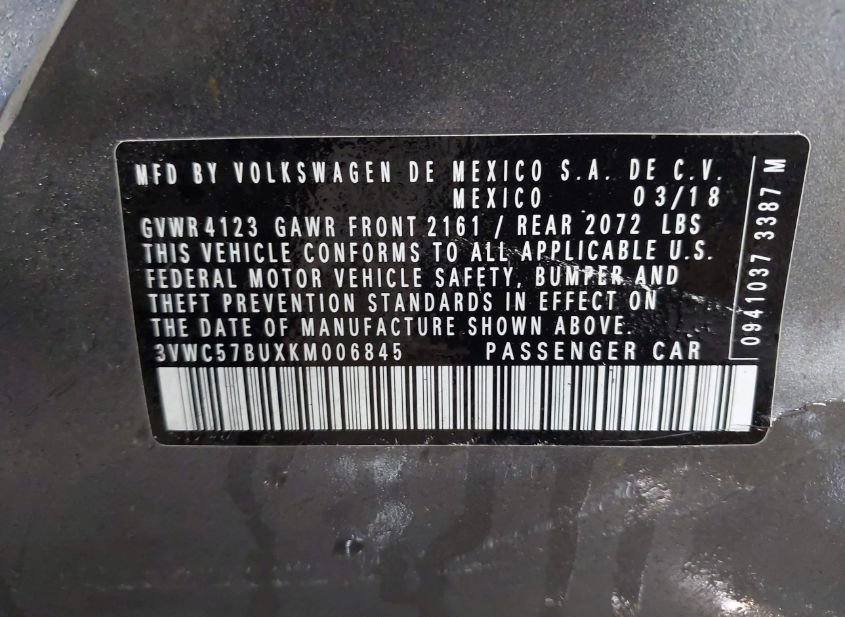 MFD BY VOLKSWAGEN DE MEXICO S.A. DE C.V.
MEXICO 03/18
GVWR 4123 GAWR FRONT 2161 / REAR 2072 LBS
THIS VEHICLE CONFORMS TO ALL APPLICABLE U.S.
FEDERAL MOTOR VEHICLE SAFETY, BUMPER AND
THEFT PREVENTION STANDARDS IN EFFECT ON
THE DATE OF MANUFACTURE SHOWN ABOVE.
3VWC57BUXKM006845 PASSENGER CAR
0941037 3387 M